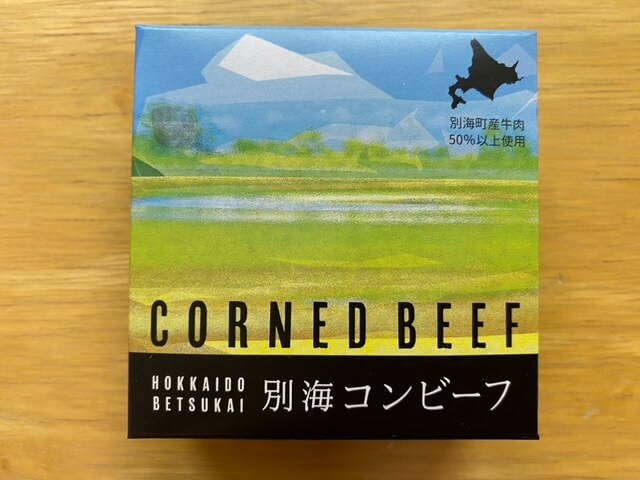 別海町産牛肉
50%以上使用
CORNED BEEF
HOKKAIDO
BETSUKAI
別海コンビーフ